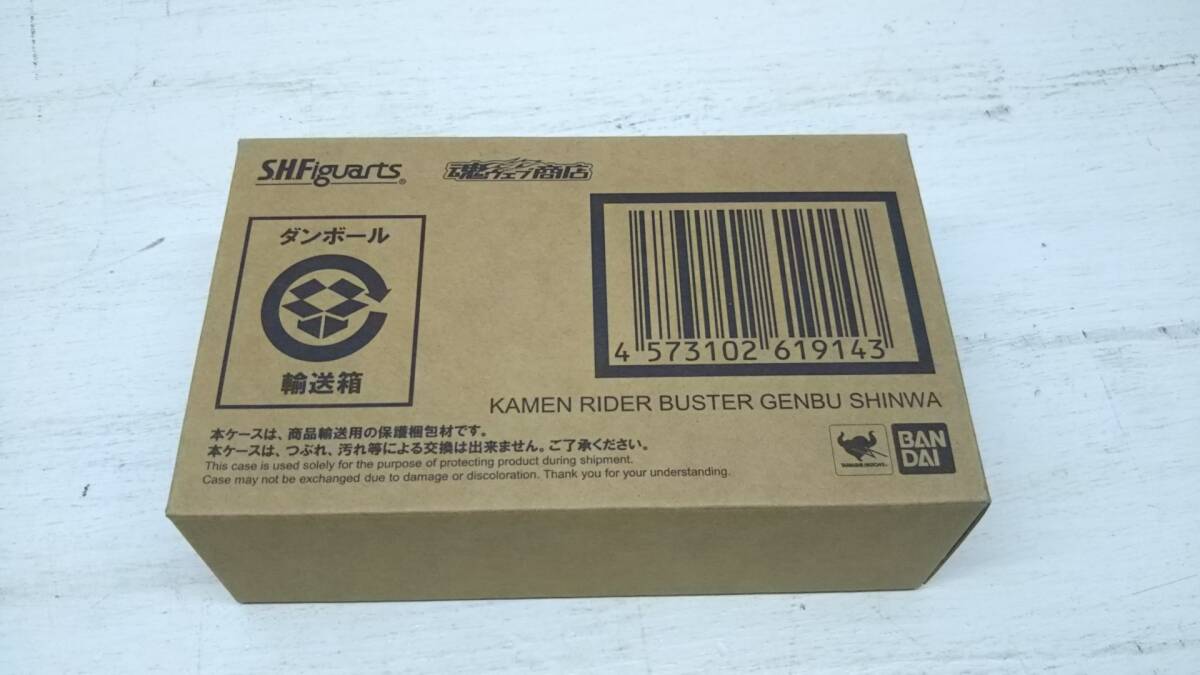 S.H.Figuarts®
魂ウェブ商店
ダンボール
輸送箱
4 573102 619143
KAMEN RIDER BUSTER GENBU SHINWA
本ケースは、商品輸送用の保護梱包材です。
本ケースは、つぶれ、汚れ等による交換は出来ません。ご了承ください。
This case is used solely for the purpose of protecting product during shipment.
Case may not be exchanged due to damage or discoloration. Thank you for your understanding.
TAMASHII NATIONS
BAN
DAI